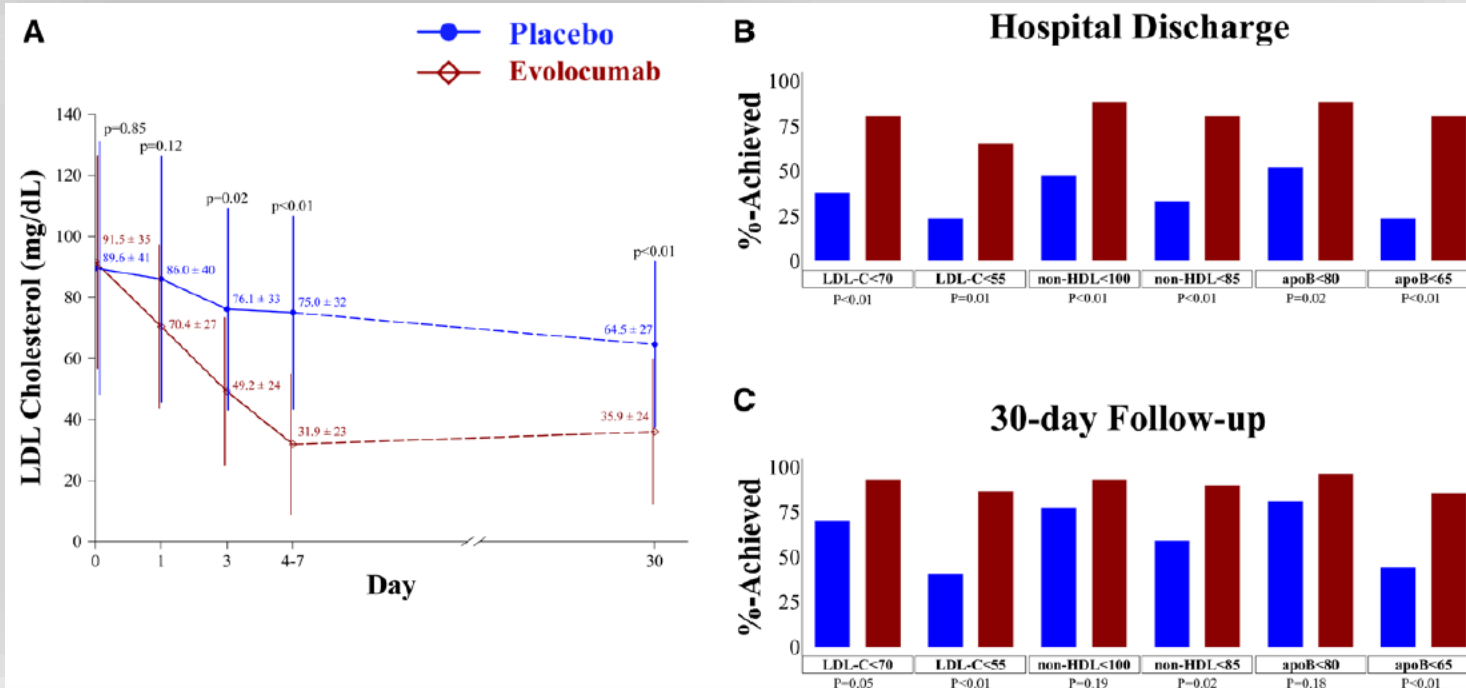 A
Placebo
Evolocumab
LDL Cholesterol (mg/dL)
140
120
100
80
60
40
20
0
p=0.85
p=0.12
p=0.02
p<0.01
p<0.01
91.5 ± 35
89.6 ± 41
86.0 ± 40
76.1 ± 33
75.0 ± 32
64.5 ± 27
70.4 ± 27
49.2 ± 24
31.9 ± 23
35.9 ± 24
0 1 3 4-7 30
Day
B
Hospital Discharge
%-Achieved
100
75
50
25
0
LDL-C<70 LDL-C<55 non-HDL<100 non-HDL<85 apoB<80 apoB<65
P<0.01 P=0.01 P<0.01 P<0.01 P=0.02 P<0.01
C
30-day Follow-up
%-Achieved
100
75
50
25
0
LDL-C<70 LDL-C<55 non-HDL<100 non-HDL<85 apoB<80 apoB<65
P=0.05 P<0.01 P=0.19 P=0.02 P=0.18 P<0.01